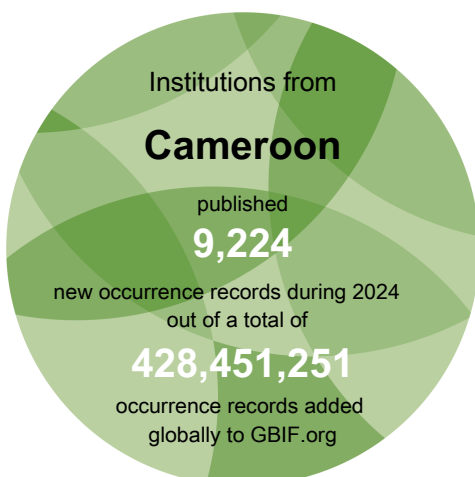 Institutions from
Cameroon
published
9,224
new occurrence records during 2024
out of a total of
428,451,251
occurrence records added
globally to GBIF.org